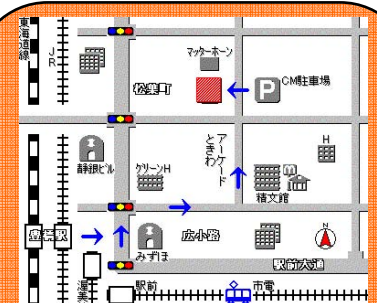 東海道線
JR
マッターホーン
松葉町
P
CM駐車場
アーケード
ときわ
H
静銀ビル
グリーンH
精文館
豊橋駅
広小路
N
みずほ
駅前大通
渥美
駅前
市電